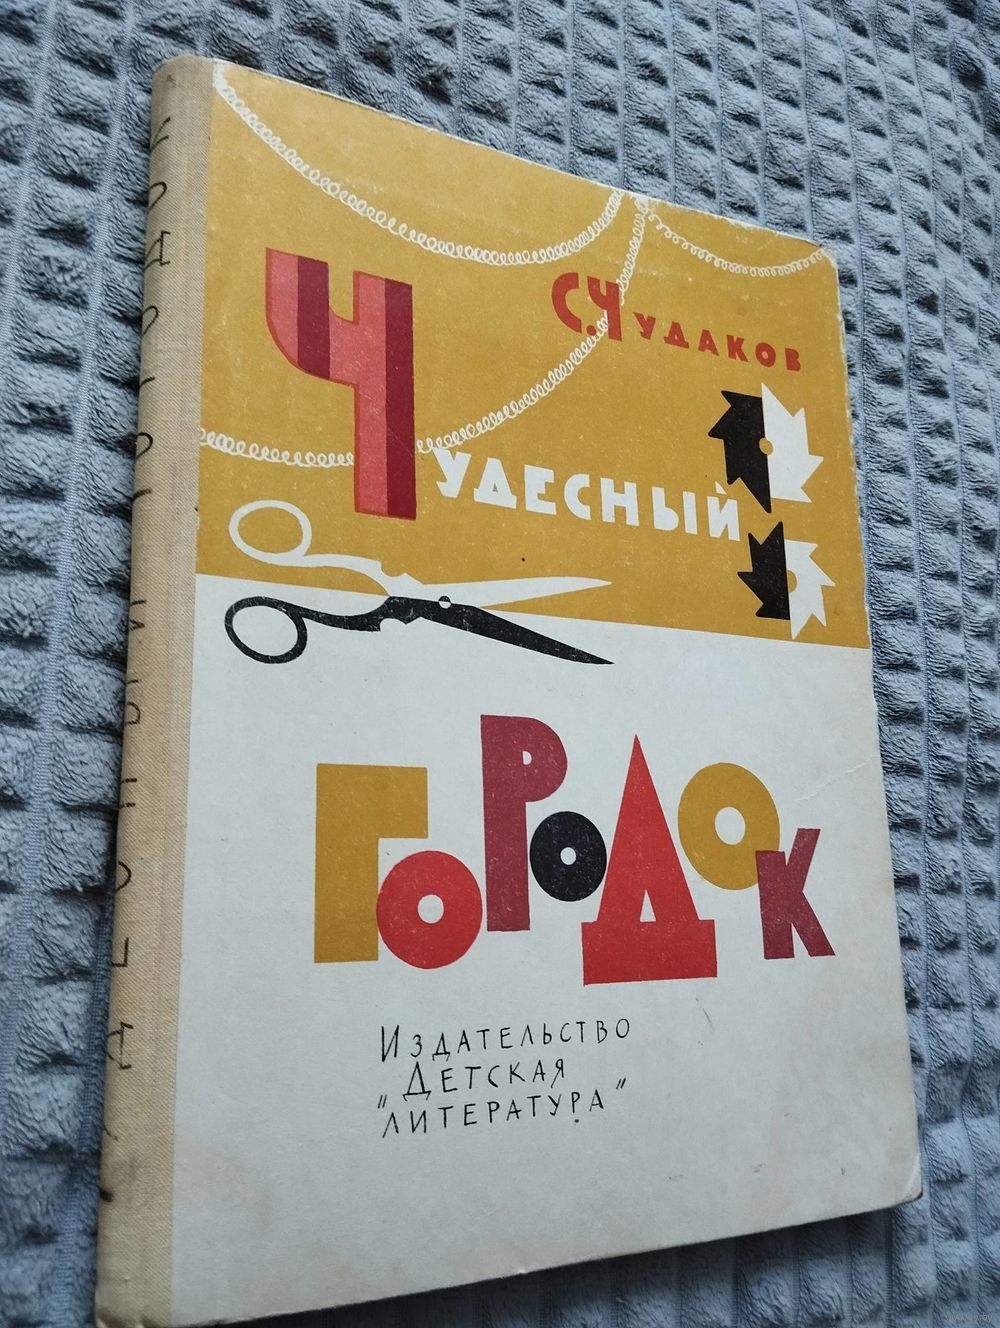 С. Чудаков
Чудесный
Городок
Издательство
„Детская
литература"